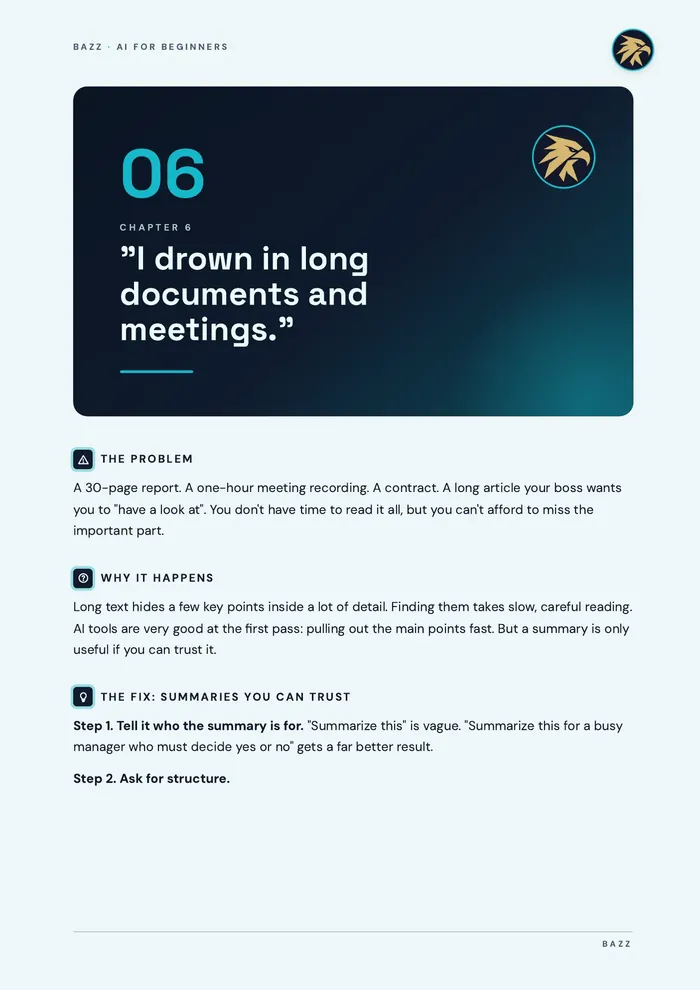 BAZZ · AI FOR BEGINNERS
06
CHAPTER 6
”I drown in long
documents and
meetings.”
THE PROBLEM
A 30-page report. A one-hour meeting recording. A contract. A long article your boss wants
you to "have a look at". You don't have time to read it all, but you can't afford to miss the
important part.
WHY IT HAPPENS
Long text hides a few key points inside a lot of detail. Finding them takes slow, careful reading.
AI tools are very good at the first pass: pulling out the main points fast. But a summary is only
useful if you can trust it.
THE FIX: SUMMARIES YOU CAN TRUST
Step 1. Tell it who the summary is for. "Summarize this" is vague. "Summarize this for a busy
manager who must decide yes or no" gets a far better result.
Step 2. Ask for structure.
BAZZ